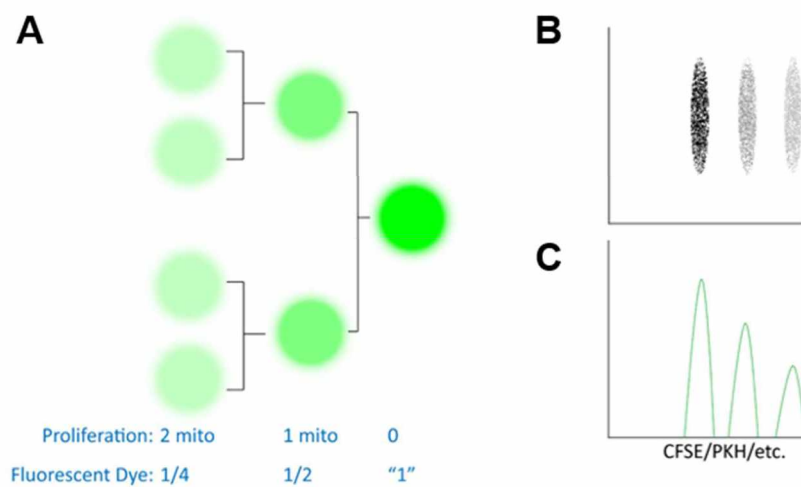 A
B
C
Proliferation: 2 mito 1 mito 0
Fluorescent Dye: 1/4 1/2 “1”
CFSE/PKH/etc.